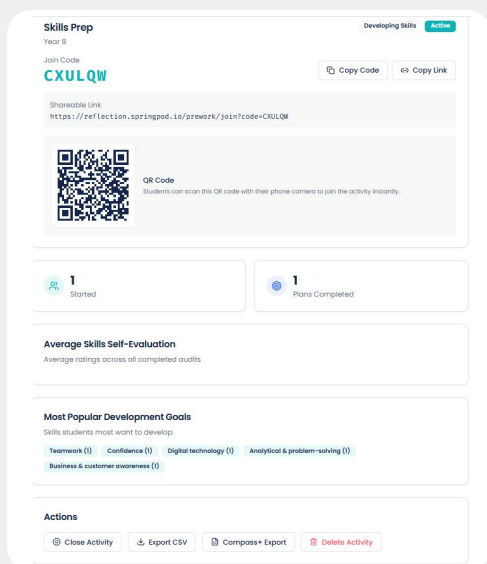 Skills Prep
Developing Skills
Active
Year 8
Join Code
CXULQW
Copy Code
Copy Link
Shareable Link
https://reflection.springpod.io/prework/join?code=CXULQW
QR Code
Students can scan this QR code with their phone camera to join the activity instantly.
1
Started
1
Plans Completed
Average Skills Self-Evaluation
Average ratings across all completed audits
Most Popular Development Goals
Skills students most want to develop
Teamwork (1) Confidence (1) Digital technology (1) Analytical & problem-solving (1)
Business & customer awareness (1)
Actions
Close Activity Export CSV Compass+ Export Delete Activity